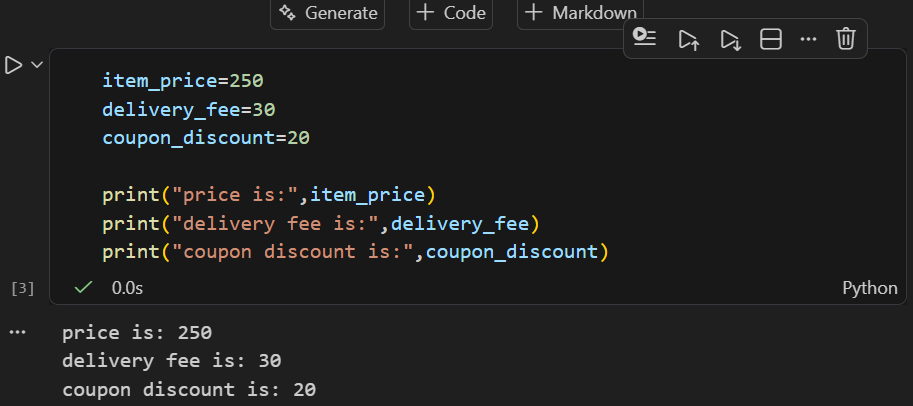 Generate + Code + Markdown
item_price=250
delivery_fee=30
coupon_discount=20
print("price is:",item_price)
print("delivery fee is:",delivery_fee)
print("coupon discount is:",coupon_discount)
[3] 0.0s Python
price is: 250
delivery fee is: 30
coupon discount is: 20